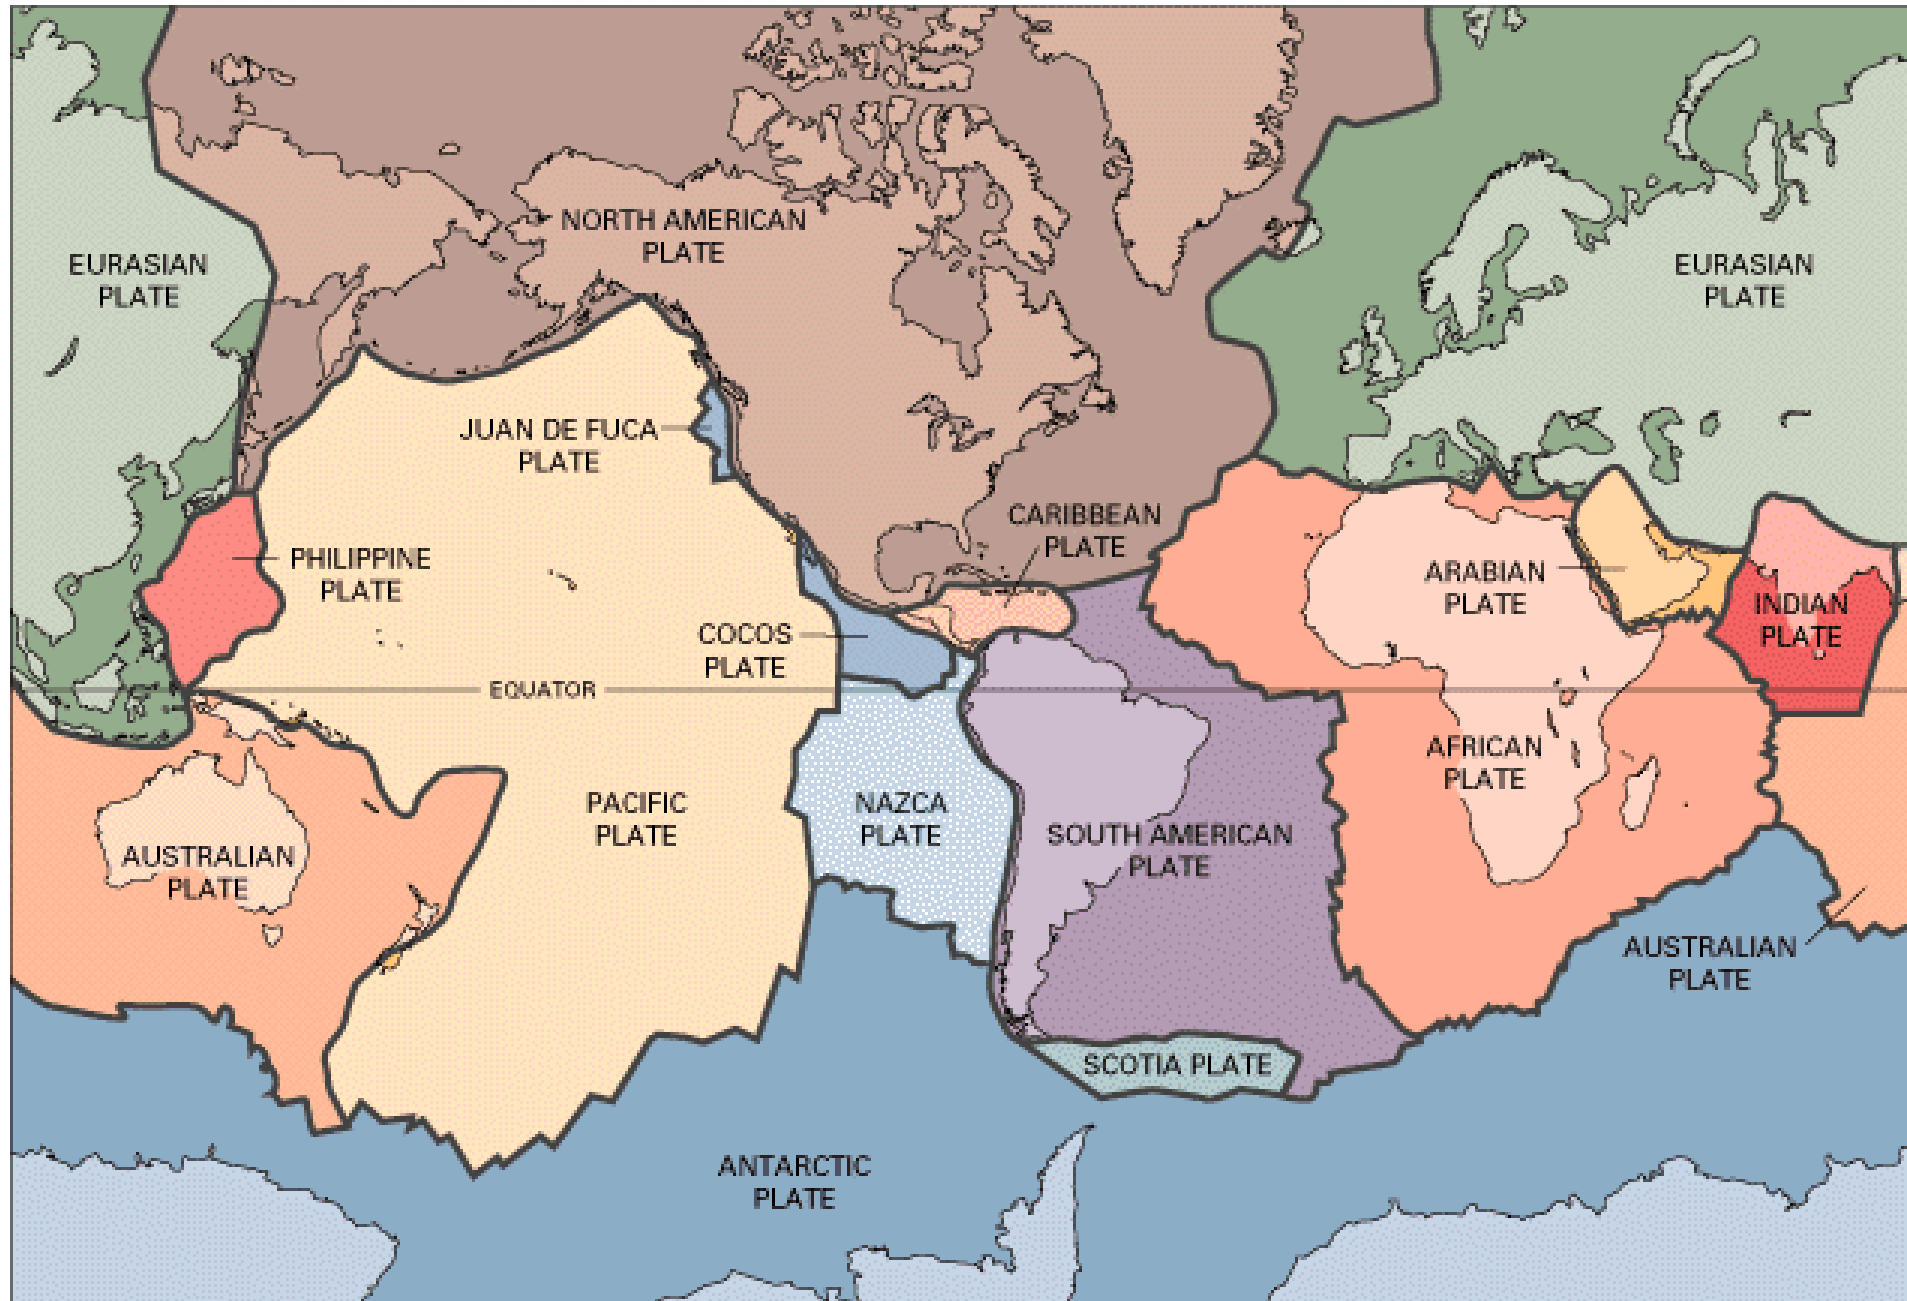 NORTH AMERICAN
PLATE
EURASIAN
PLATE
EURASIAN
PLATE
JUAN DE FUCA
PLATE
CARIBBEAN
PLATE
PHILIPPINE
PLATE
ARABIAN
PLATE
INDIAN
PLATE
COCOS
PLATE
EQUATOR
AFRICAN
PLATE
PACIFIC
PLATE
NAZCA
PLATE
SOUTH AMERICAN
PLATE
AUSTRALIAN
PLATE
AUSTRALIAN
PLATE
SCOTIA PLATE
ANTARCTIC
PLATE